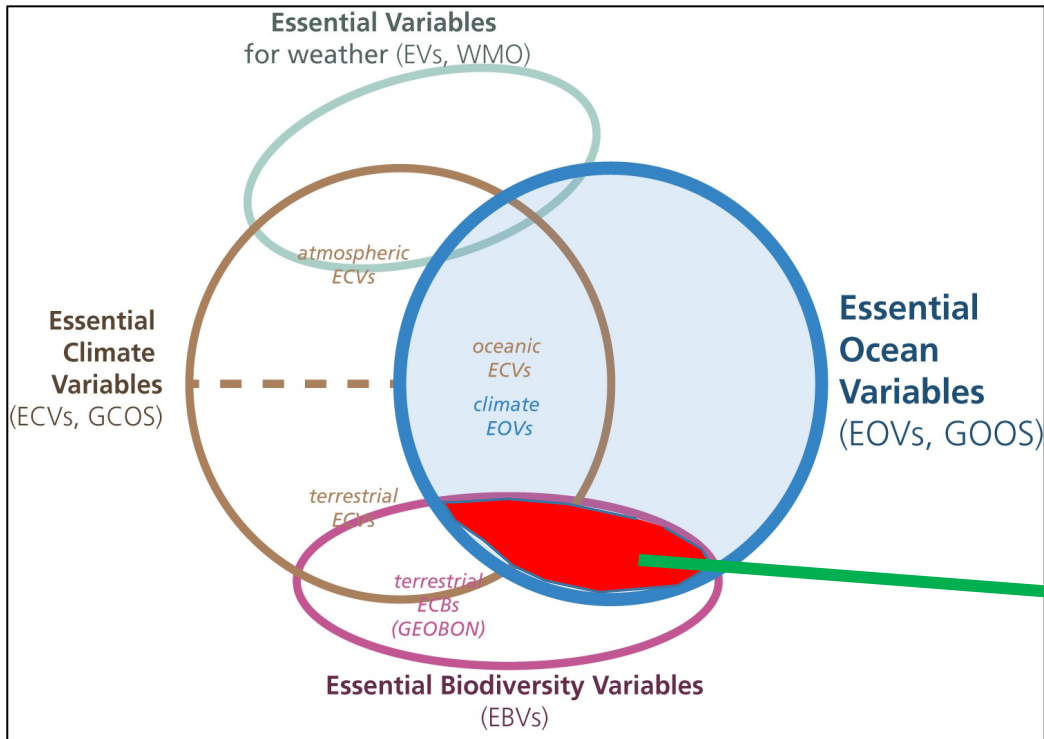 Essential Variables
for weather (EVs, WMO)
atmospheric
ECVs
Essential
Climate
Variables
(ECVs, GCOS)
oceanic
ECVs
climate
EOVs
Essential
Ocean
Variables
(EOVs, GOOS)
terrestrial
ECVs
terrestrial
ECBs
(GEOBON)
Essential Biodiversity Variables
(EBVs)